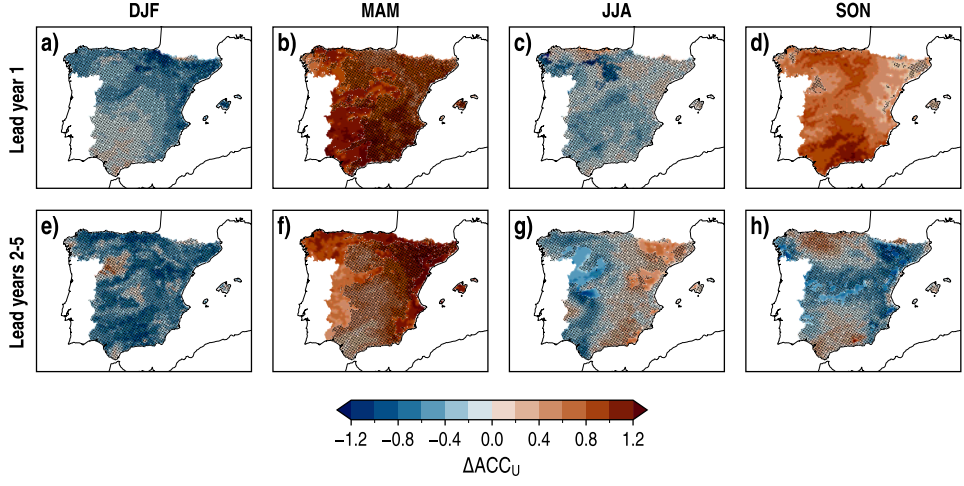 DJF MAM JJA SON
Lead year 1
a) b) c) d)
Lead years 2-5
e) f) g) h)
−1.2 −0.8 −0.4 0.0 0.4 0.8 1.2
ΔACC_U